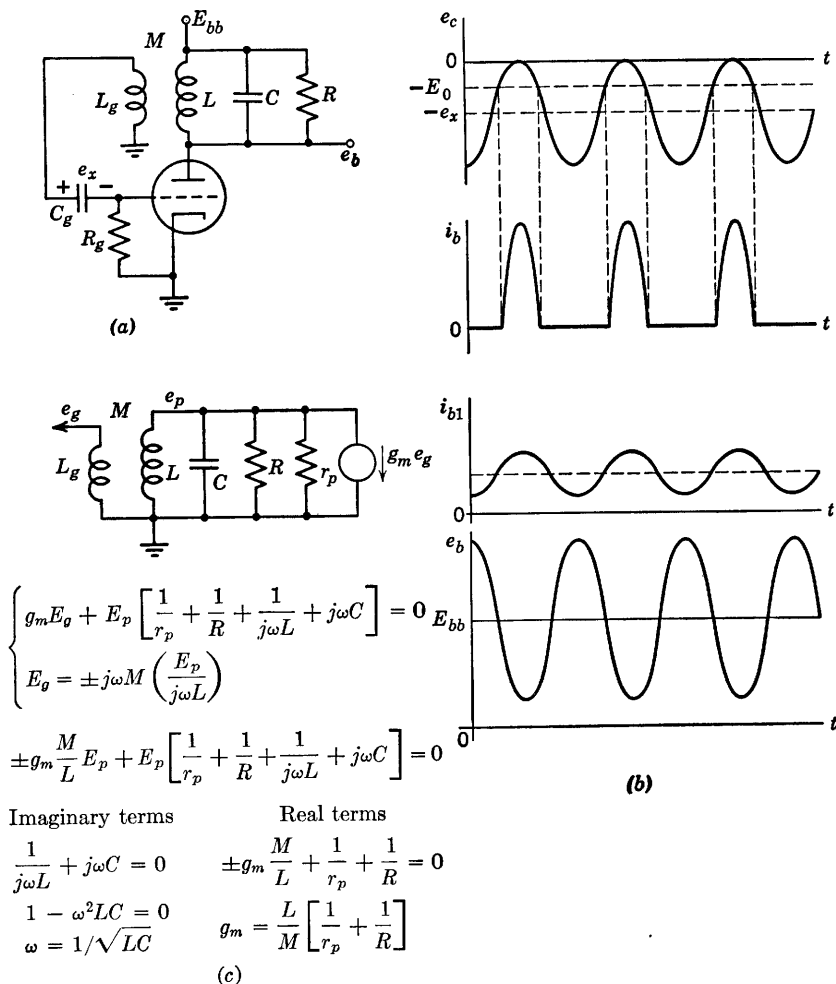 E_bb
M
L_g
L
C
R
e_b
e_x
+ −
C_g
R_g
(a)
e_c
0
t
−E_0
−e_x
i_b
0
t
i_b1
0
t
e_b
E_bb
0
t
(b)
e_g
M
e_p
L_g
L
C
R
r_p
g_m e_g
g_m E_g + E_p [1/r_p + 1/R + 1/jωL + jωC] = 0
E_g = ±jωM (E_p/jωL)
±g_m M/L E_p + E_p [1/r_p + 1/R + 1/jωL + jωC] = 0
Imaginary terms
1/jωL + jωC = 0
1 − ω²LC = 0
ω = 1/√LC
Real terms
±g_m M/L + 1/r_p + 1/R = 0
g_m = L/M [1/r_p + 1/R]
(c)